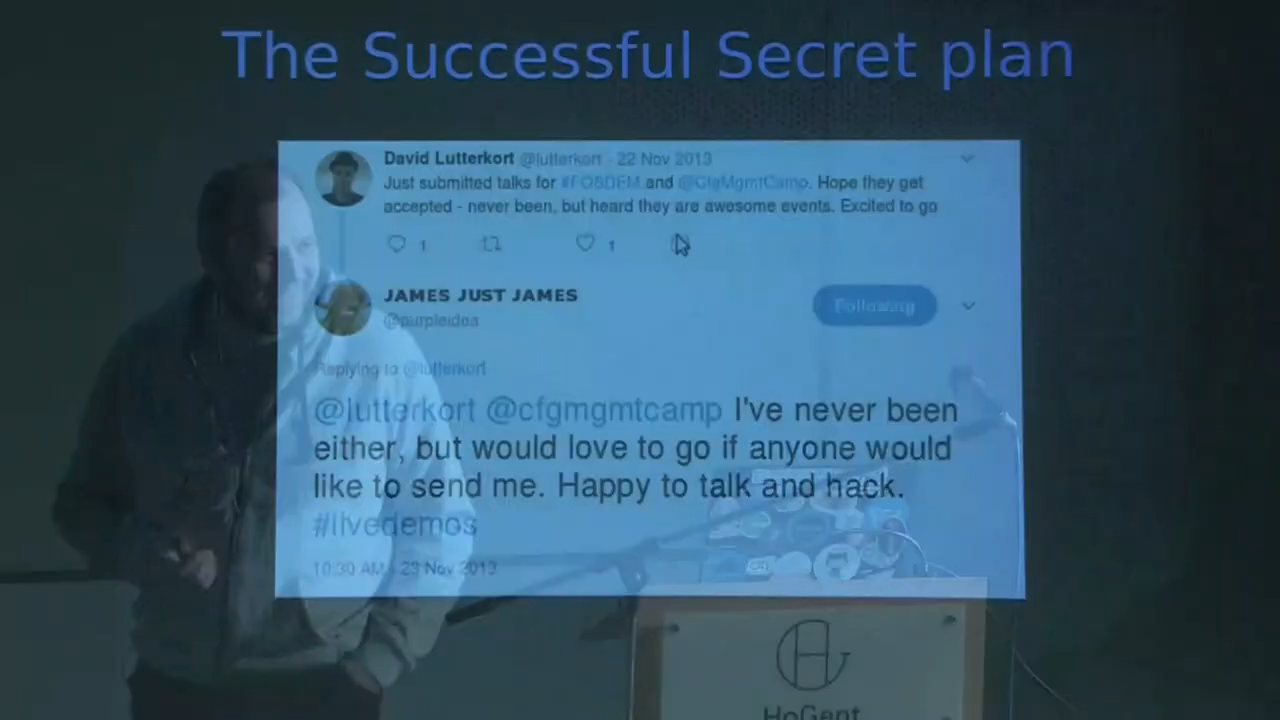 The Successful Secret plan
David Lutterkort @lutterkort · 22 Nov 2013
Just submitted talks for #FOSDEM and @CfgMgmtCamp. Hope they get
accepted - never been, but heard they are awesome events. Excited to go
1 1
JAMES JUST JAMES
Following
@purpleidea
Replying to @lutterkort
@lutterkort @cfgmgmtcamp I've never been
either, but would love to go if anyone would
like to send me. Happy to talk and hack.
#livedemos
10:30 AM - 23 Nov 2013
HoGent